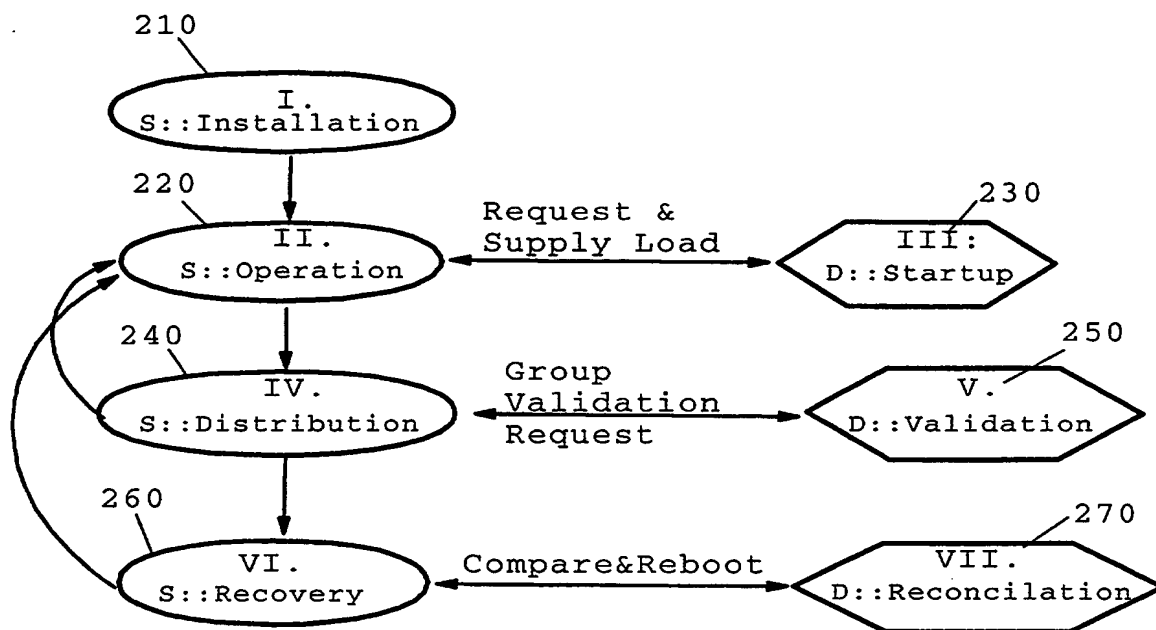 210
I.
S::Installation
220
II.
S::Operation
Request &
Supply Load
230
III:
D::Startup
240
IV.
S::Distribution
Group
Validation
Request
250
V.
D::Validation
260
VI.
S::Recovery
Compare&Reboot
270
VII.
D::Reconcilation